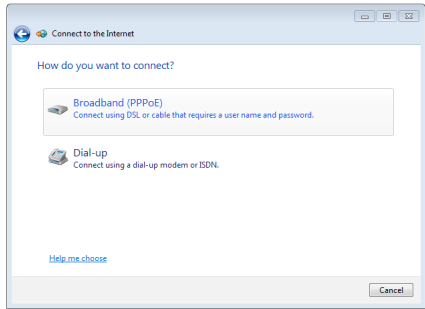 Connect to the Internet
How do you want to connect?
Broadband (PPPoE)
Connect using DSL or cable that requires a user name and password.
Dial-up
Connect using a dial-up modem or ISDN.
Help me choose
Cancel